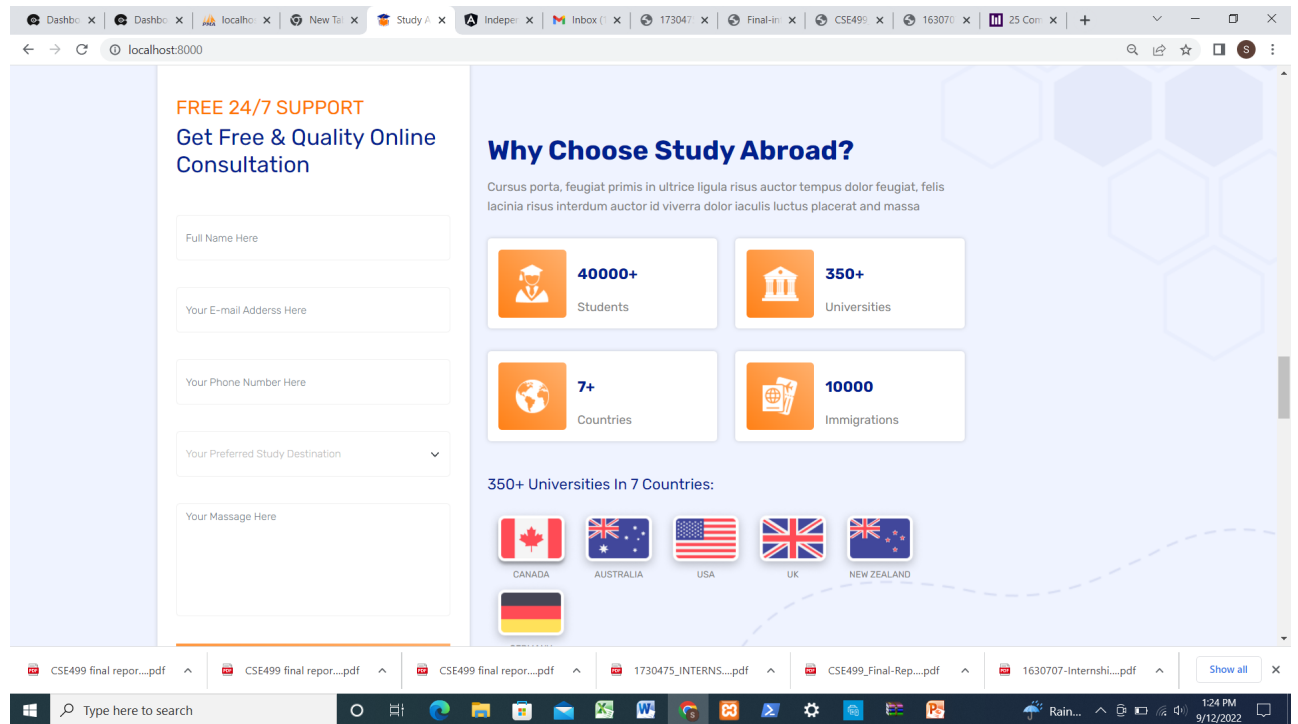 Dashbo
Dashbo
localhos
New Tal
Study A
Indeper
Inbox (1
173047
Final-in
CSE499
163070
25 Com
localhost:8000
S
FREE 24/7 SUPPORT
Get Free & Quality Online
Consultation
Full Name Here
Your E-mail Adderss Here
Your Phone Number Here
Your Preferred Study Destination
Your Massage Here
Why Choose Study Abroad?
Cursus porta, feugiat primis in ultrice ligula risus auctor tempus dolor feugiat, felis
lacinia risus interdum auctor id viverra dolor iaculis luctus placerat and massa
40000+
Students
350+
Universities
7+
Countries
10000
Immigrations
350+ Universities In 7 Countries:
CANADA
AUSTRALIA
USA
UK
NEW ZEALAND
CSE499 final repor....pdf
CSE499 final repor....pdf
CSE499 final repor....pdf
1730475_INTERNS....pdf
CSE499_Final-Rep....pdf
1630707-Internshi....pdf
Show all
Type here to search
Rain...
1:24 PM
9/12/2022